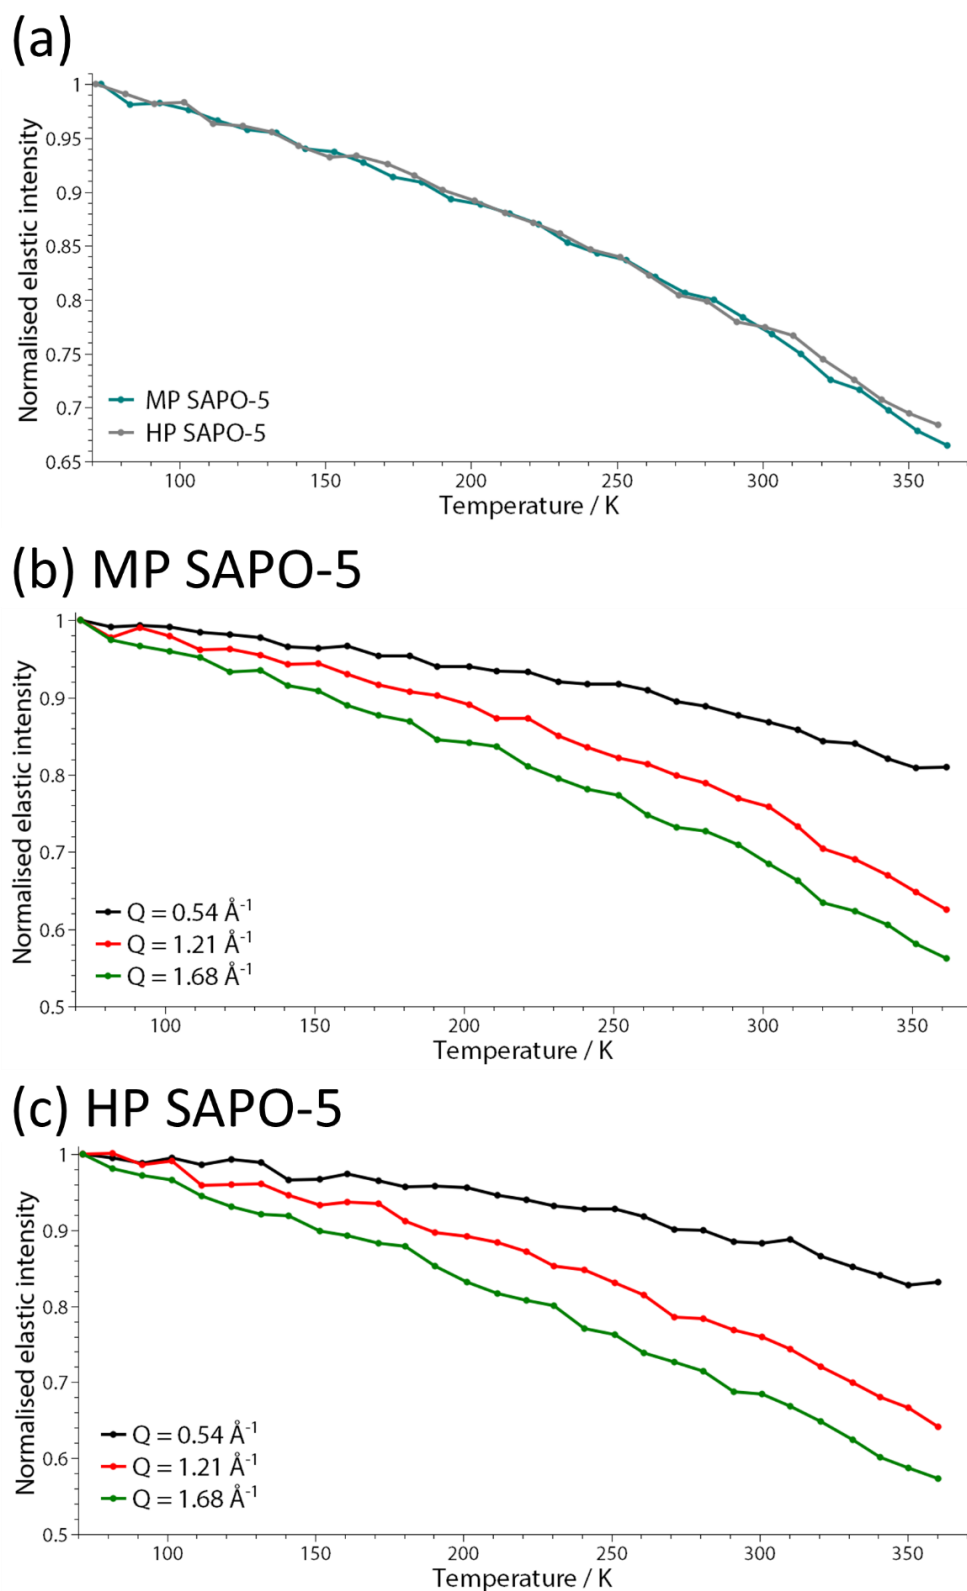 (a)
1
0.95
0.9
0.85
0.8
0.75
0.7
0.65
Normalised elastic intensity
MP SAPO-5
HP SAPO-5
100 150 200 250 300 350
Temperature / K
(b) MP SAPO-5
1
0.9
0.8
0.7
0.6
0.5
Normalised elastic intensity
Q = 0.54 Å⁻¹
Q = 1.21 Å⁻¹
Q = 1.68 Å⁻¹
100 150 200 250 300 350
Temperature / K
(c) HP SAPO-5
1
0.9
0.8
0.7
0.6
0.5
Normalised elastic intensity
Q = 0.54 Å⁻¹
Q = 1.21 Å⁻¹
Q = 1.68 Å⁻¹
100 150 200 250 300 350
Temperature / K